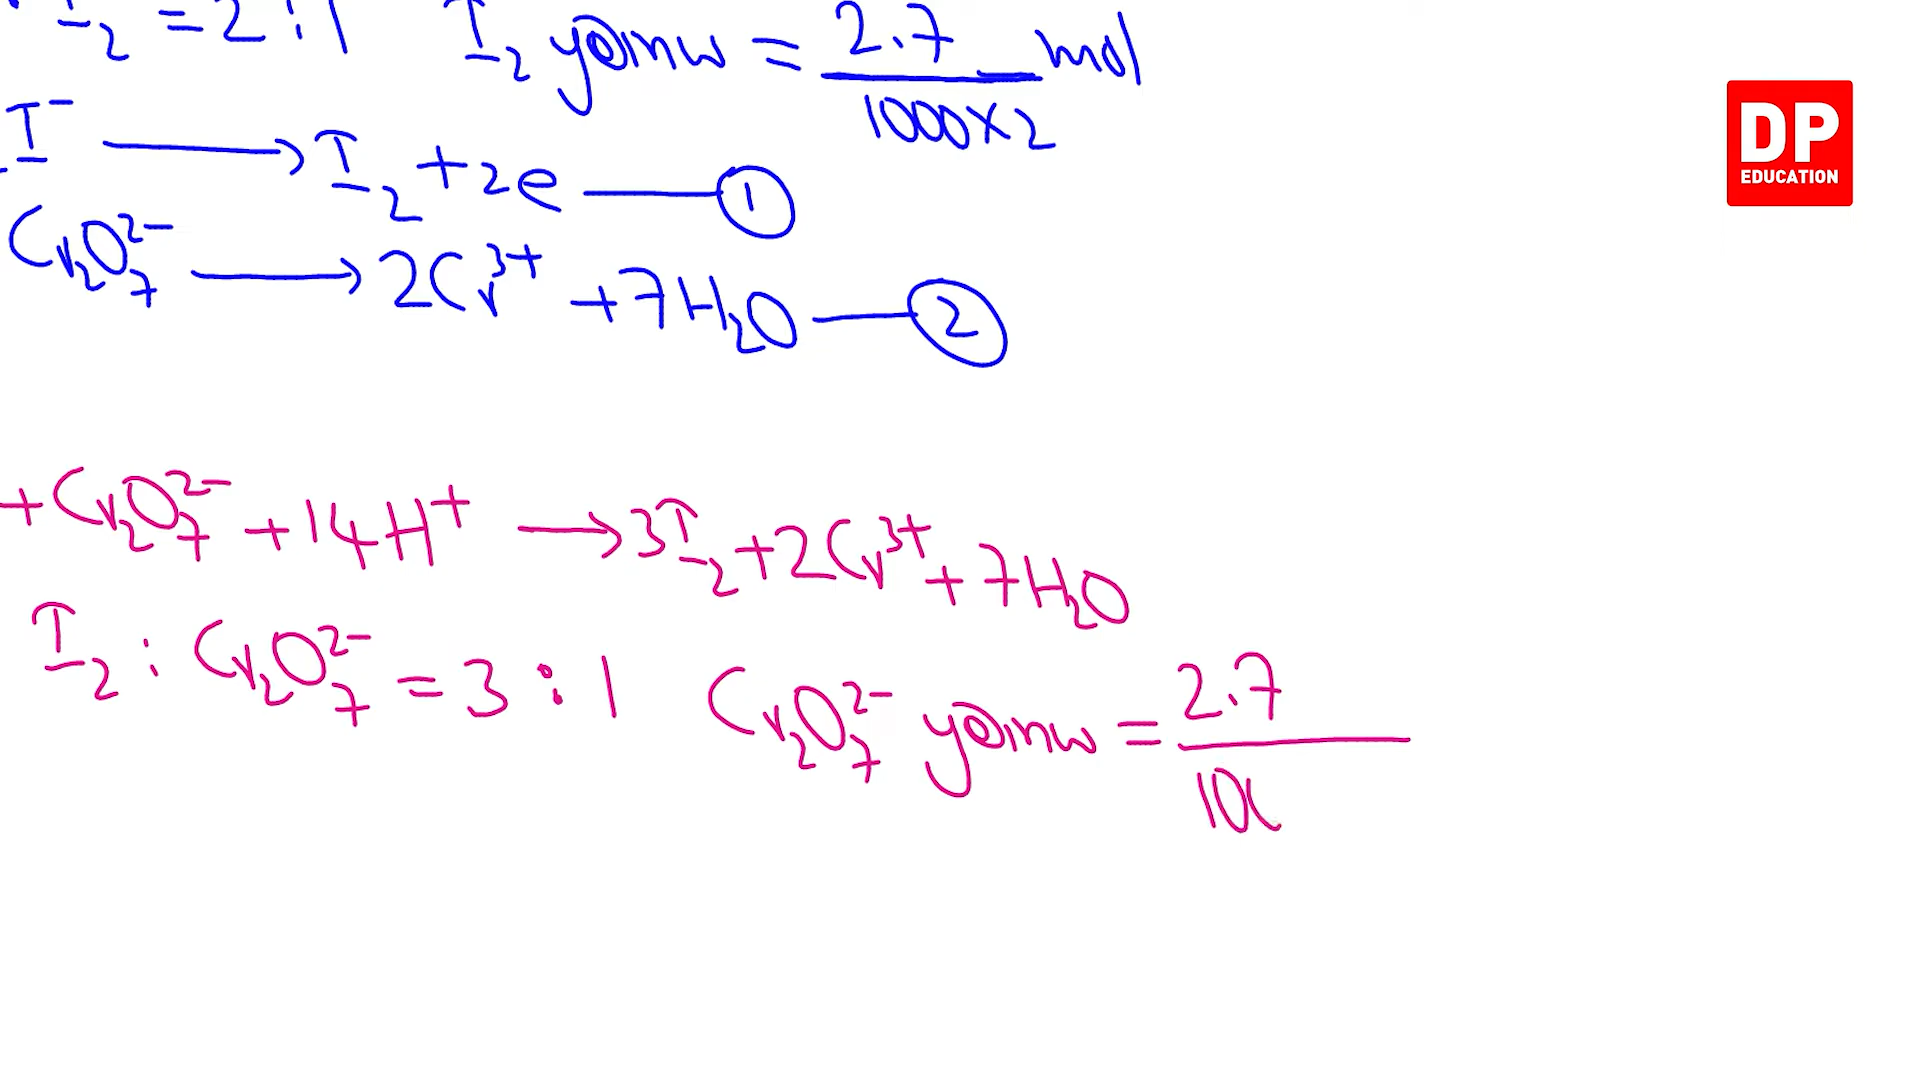 I₂ = 2 : 1 I₂ = 2.7 / 1000×2 mol
I⁻ ⟶ I₂ + 2e — ①
Cr₂O₇²⁻ ⟶ 2Cr³⁺ + 7H₂O — ②
+ Cr₂O₇²⁻ + 14H⁺ ⟶ 3I₂ + 2Cr³⁺ + 7H₂O
I₂ : Cr₂O₇²⁻ = 3 : 1 Cr₂O₇²⁻ = 2.7 /
DP
EDUCATION